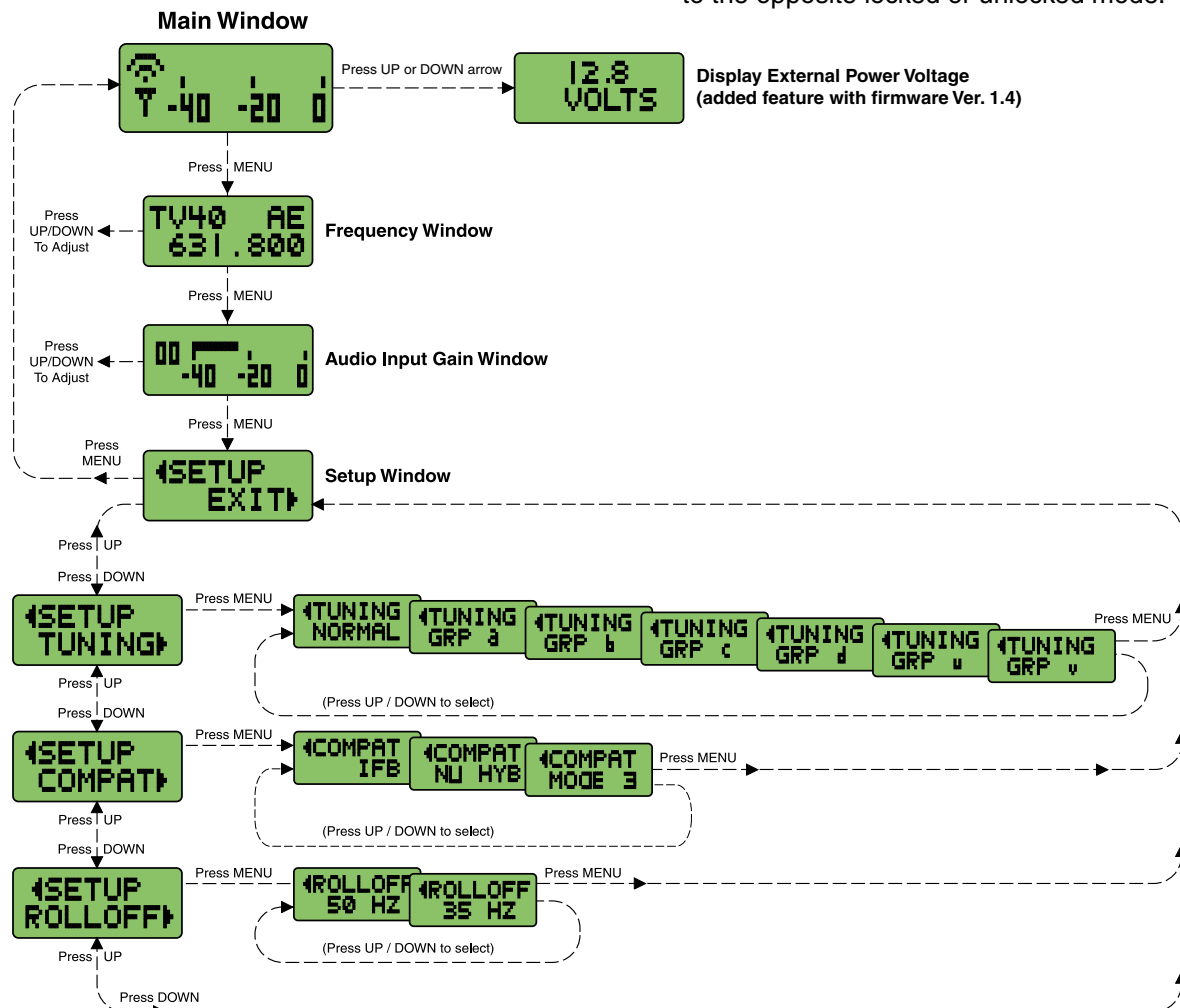 to the opposite locked or unlocked mode.
Main Window
-40 -20 0
Press UP or DOWN arrow
12.8
VOLTS
Display External Power Voltage
(added feature with firmware Ver. 1.4)
Press MENU
Press
UP/DOWN
To Adjust
TV40 AE
631.800
Frequency Window
Press MENU
Press
UP/DOWN
To Adjust
00
-40 -20 0
Audio Input Gain Window
Press MENU
Press
MENU
SETUP
EXIT
Setup Window
Press UP
Press DOWN
SETUP
TUNING
Press MENU
TUNING
NORMAL
TUNING
GRP a
TUNING
GRP b
TUNING
GRP c
TUNING
GRP d
TUNING
GRP u
TUNING
GRP v
Press MENU
(Press UP / DOWN to select)
Press UP
Press DOWN
SETUP
COMPAT
Press MENU
COMPAT
IFB
COMPAT
NU HYB
COMPAT
MODE 3
Press MENU
(Press UP / DOWN to select)
Press UP
Press DOWN
SETUP
ROLLOFF
Press MENU
ROLLOFF
50 HZ
ROLLOFF
35 HZ
Press MENU
(Press UP / DOWN to select)
Press UP
Press DOWN